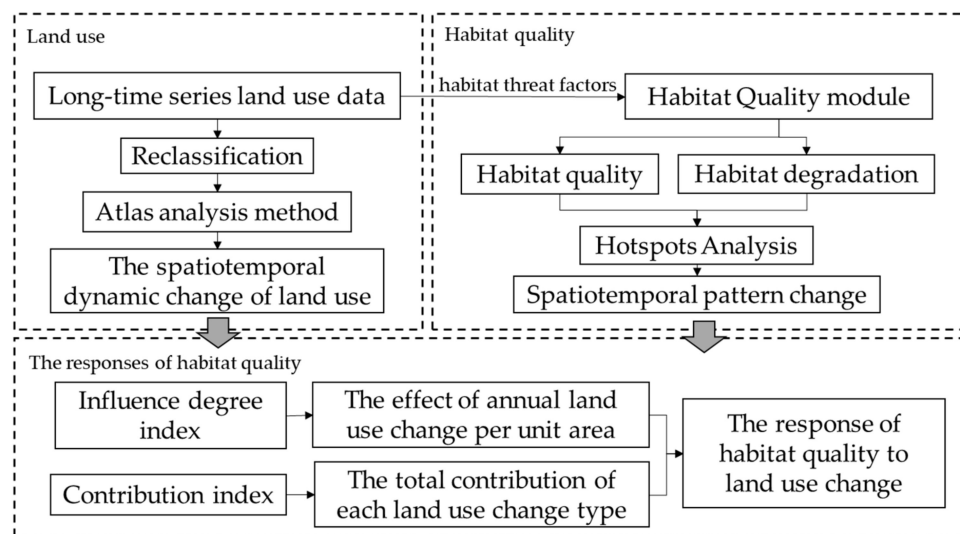 Land use
Long-time series land use data
Reclassification
Atlas analysis method
The spatiotemporal
dynamic change of land use
Habitat quality
habitat threat factors
Habitat Quality module
Habitat quality
Habitat degradation
Hotspots Analysis
Spatiotemporal pattern change
The responses of habitat quality
Influence degree
index
The effect of annual land
use change per unit area
Contribution index
The total contribution of
each land use change type
The response of
habitat quality to
land use change